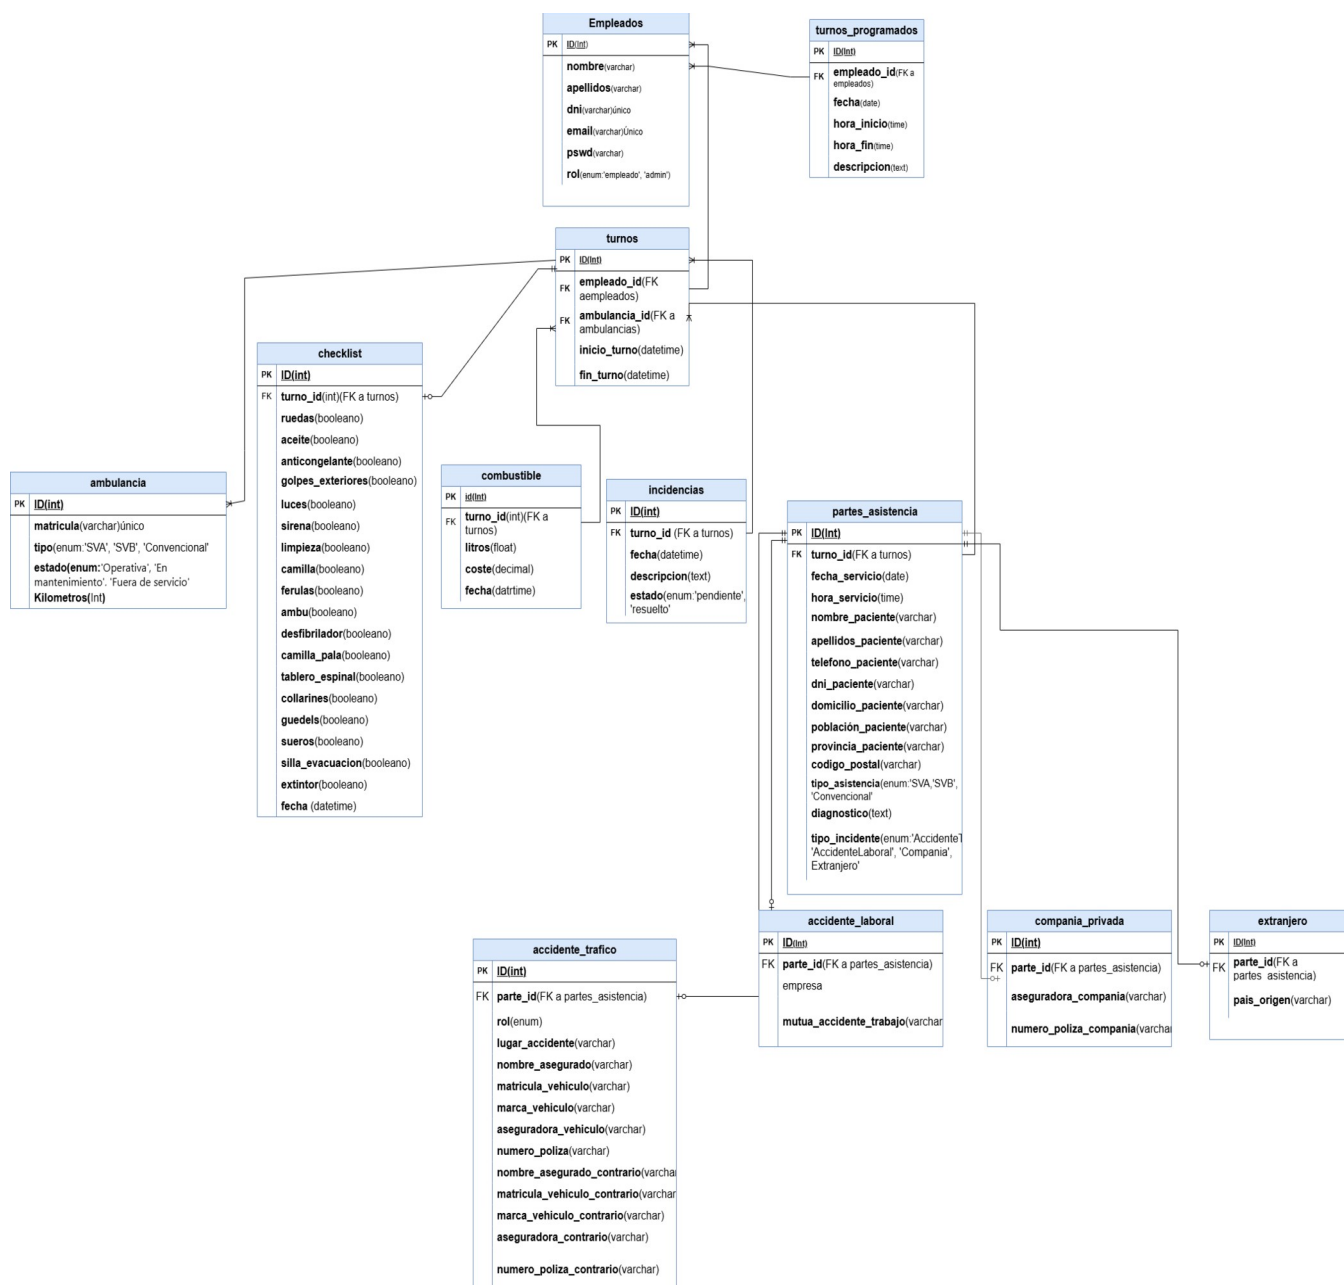 Empleados
PK ID(Int)
nombre(varchar)
apellidos(varchar)
dni(varchar)único
email(varchar)Único
pswd(varchar)
rol(enum:'empleado', 'admin')
turnos_programados
PK ID(Int)
FK empleado_id(FK a
empleados)
fecha(date)
hora_inicio(time)
hora_fin(time)
descripcion(text)
turnos
PK ID(Int)
FK empleado_id(FK
aempleados)
FK ambulancia_id(FK a
ambulancias)
inicio_turno(datetime)
fin_turno(datetime)
checklist
PK ID(int)
FK turno_id(int)(FK a turnos)
ruedas(booleano)
aceite(booleano)
anticongelante(booleano)
golpes_exteriores(booleano)
luces(booleano)
sirena(booleano)
limpieza(booleano)
camilla(booleano)
ferulas(booleano)
ambu(booleano)
desfibrilador(booleano)
camilla_pala(booleano)
tablero_espinal(booleano)
collarines(booleano)
guedels(booleano)
sueros(booleano)
silla_evacuacion(booleano)
extintor(booleano)
fecha (datetime)
ambulancia
PK ID(int)
matricula(varchar)único
tipo(enum:'SVA', 'SVB', 'Convencional'
estado(enum:'Operativa', 'En
mantenimiento'. 'Fuera de servicio'
Kilometros(Int)
combustible
PK id(Int)
FK turno_id(int)(FK a
turnos)
litros(float)
coste(decimal)
fecha(datrtime)
incidencias
PK ID(int)
FK turno_id (FK a turnos)
fecha(datetime)
descripcion(text)
estado(enum:'pendiente',
'resuelto'
partes_asistencia
PK ID(Int)
FK turno_id(FK a turnos)
fecha_servicio(date)
hora_servicio(time)
nombre_paciente(varchar)
apellidos_paciente(varchar)
telefono_paciente(varchar)
dni_paciente(varchar)
domicilio_paciente(varchar)
población_paciente(varchar)
provincia_paciente(varchar)
codigo_postal(varchar)
tipo_asistencia(enum:'SVA,'SVB',
'Convencional'
diagnostico(text)
tipo_incidente(enum:'AccidenteT
'AccidenteLaboral', 'Compania',
Extranjero'
accidente_trafico
PK ID(int)
FK parte_id(FK a partes_asistencia)
rol(enum)
lugar_accidente(varchar)
nombre_asegurado(varchar)
matricula_vehiculo(varchar)
marca_vehiculo(varchar)
aseguradora_vehiculo(varchar)
numero_poliza(varchar)
nombre_asegurado_contrario(varchar
matricula_vehiculo_contrario(varchar
marca_vehiculo_contrario(varchar)
aseguradora_contrario(varchar)
numero_poliza_contrario(varchar)
accidente_laboral
PK ID(Int)
FK parte_id(FK a partes_asistencia)
empresa
mutua_accidente_trabajo(varchar
compania_privada
PK ID(int)
FK parte_id(FK a partes_asistencia)
aseguradora_compania(varchar)
numero_poliza_compania(varchar
extranjero
PK ID(Int)
FK parte_id(FK a
partes_asistencia)
pais_origen(varchar)